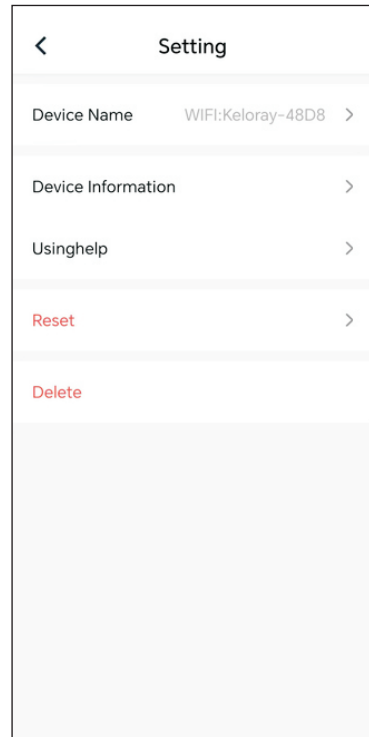 Setting
Device Name WIFI:Keloray-48D8
Device Information
Usinghelp
Reset
Delete